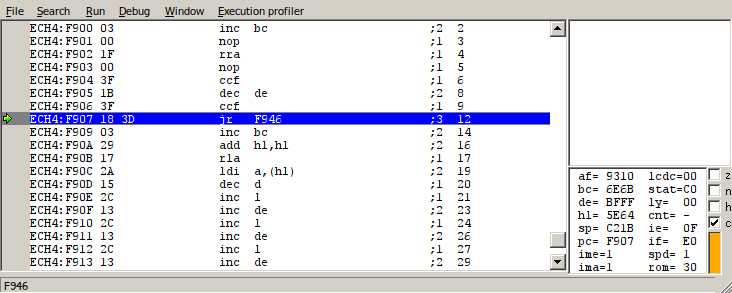 File Search Run Debug Window Execution profiler
ECH4:F900 03 inc bc ;2 2
ECH4:F901 00 nop ;1 3
ECH4:F902 1F rra ;1 4
ECH4:F903 00 nop ;1 5
ECH4:F904 3F ccf ;1 6
ECH4:F905 1B dec de ;2 8
ECH4:F906 3F ccf ;1 9
ECH4:F907 18 3D jr F946 ;3 12
ECH4:F909 03 inc bc ;2 14
ECH4:F90A 29 add hl,hl ;2 16
ECH4:F90B 17 rla ;1 17
ECH4:F90C 2A ldi a,(hl) ;2 19
ECH4:F90D 15 dec d ;1 20
ECH4:F90E 2C inc l ;1 21
ECH4:F90F 13 inc de ;2 23
ECH4:F910 2C inc l ;1 24
ECH4:F911 13 inc de ;2 26
ECH4:F912 2C inc l ;1 27
ECH4:F913 13 inc de ;2 29
af= 9310 lcdc=00 z
bc= 6E6B stat=C0 n
de= BFFF ly= 00 h
hl= 5E64 cnt= - c
sp= C21B ie= 0F
pc= F907 if= E0
ime=1 spd= 1
ima=1 rom= 30
F946